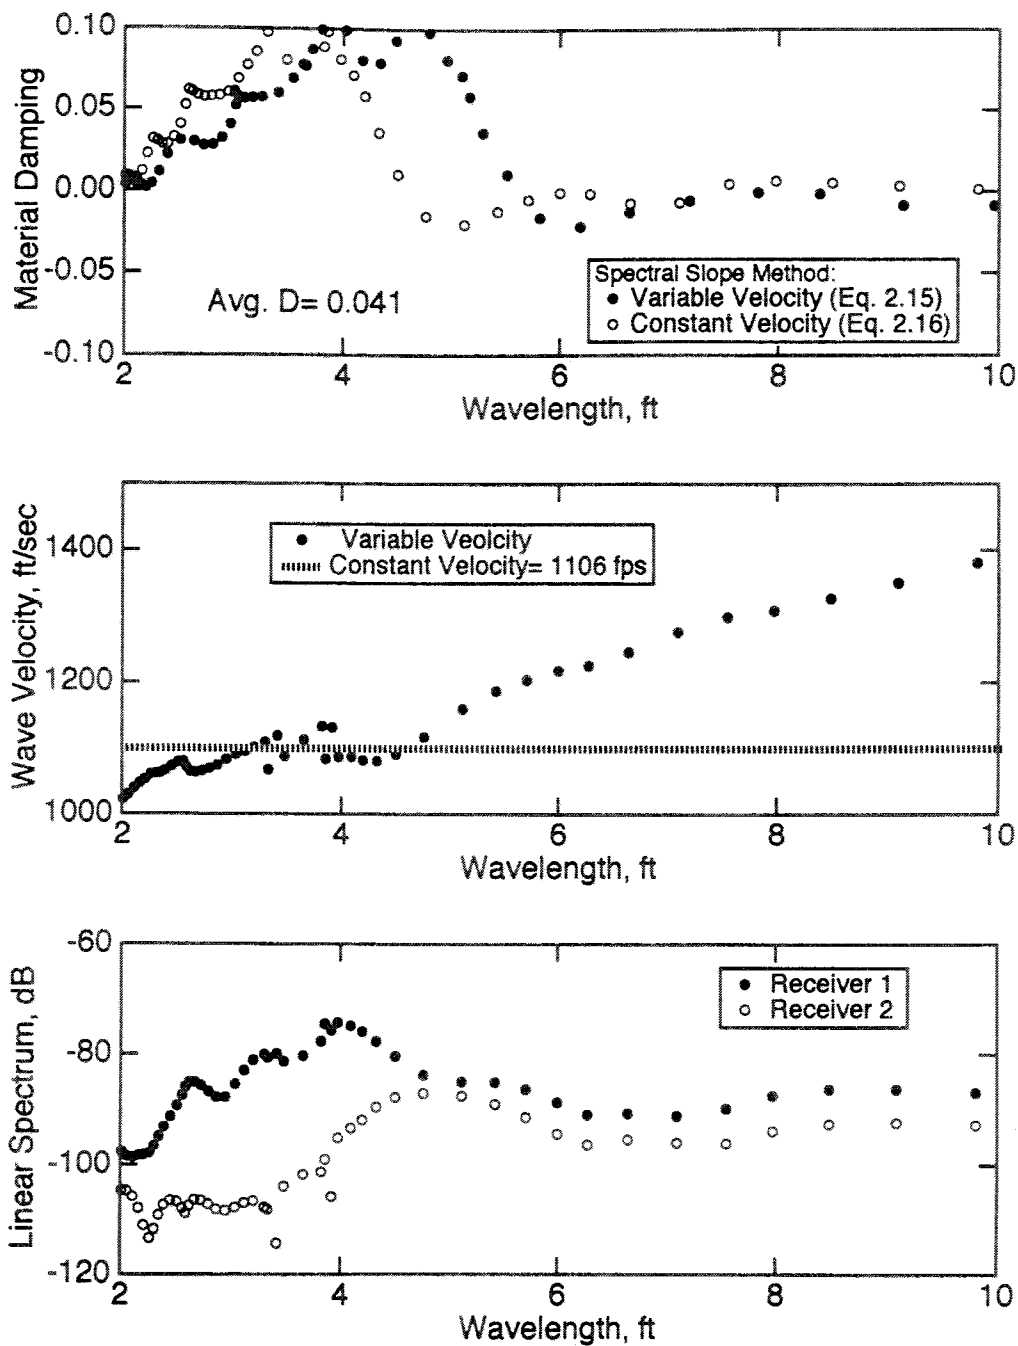 0.10
0.05
0.00
-0.05
-0.10
Material Damping
Avg. D= 0.041
Spectral Slope Method:
Variable Velocity (Eq. 2.15)
Constant Velocity (Eq. 2.16)
2 4 6 8 10
Wavelength, ft
1400
1200
1000
Wave Velocity, ft/sec
Variable Veolcity
Constant Velocity= 1106 fps
2 4 6 8 10
Wavelength, ft
-60
-80
-100
-120
Linear Spectrum, dB
Receiver 1
Receiver 2
2 4 6 8 10
Wavelength, ft